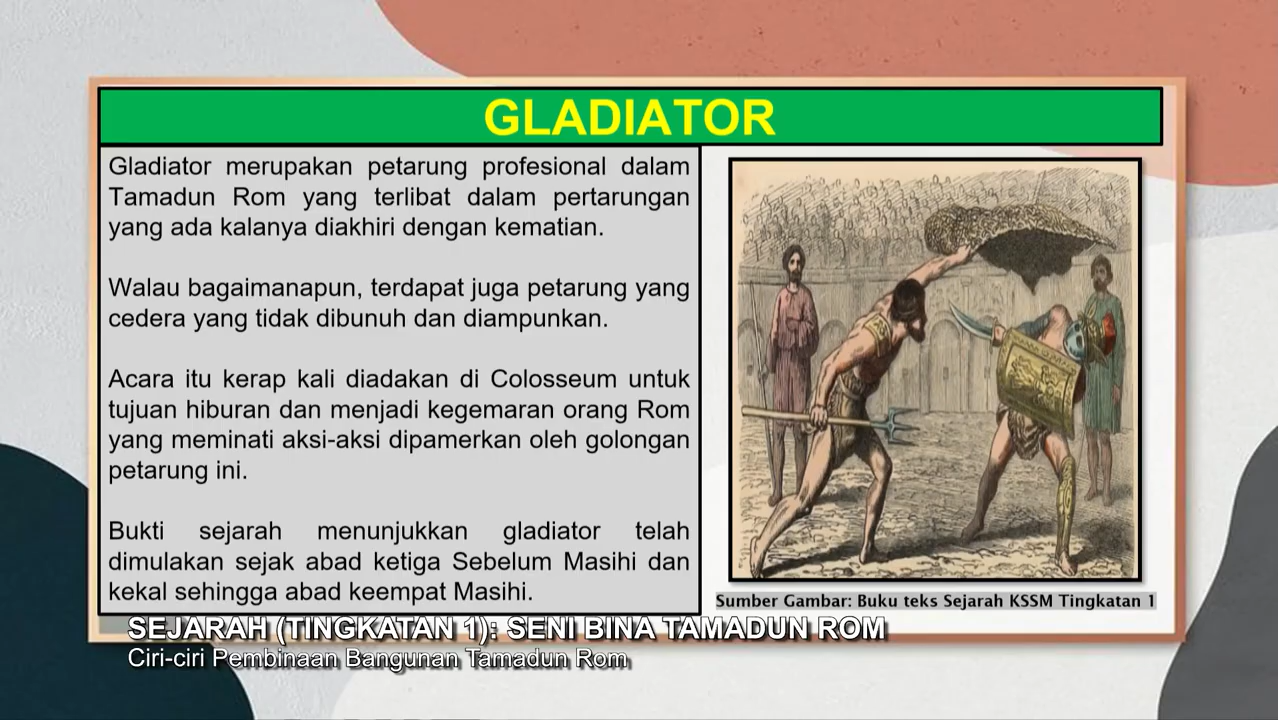 GLADIATOR
Gladiator merupakan petarung profesional dalam
Tamadun Rom yang terlibat dalam pertarungan
yang ada kalanya diakhiri dengan kematian.
Walau bagaimanapun, terdapat juga petarung yang
cedera yang tidak dibunuh dan diampunkan.
Acara itu kerap kali diadakan di Colosseum untuk
tujuan hiburan dan menjadi kegemaran orang Rom
yang meminati aksi-aksi dipamerkan oleh golongan
petarung ini.
Bukti sejarah menunjukkan gladiator telah
dimulakan sejak abad ketiga Sebelum Masihi dan
kekal sehingga abad keempat Masihi.
Sumber Gambar: Buku teks Sejarah KSSM Tingkatan 1
SEJARAH (TINGKATAN 1): SENI BINA TAMADUN ROM
Ciri-ciri Pembinaan Bangunan Tamadun Rom